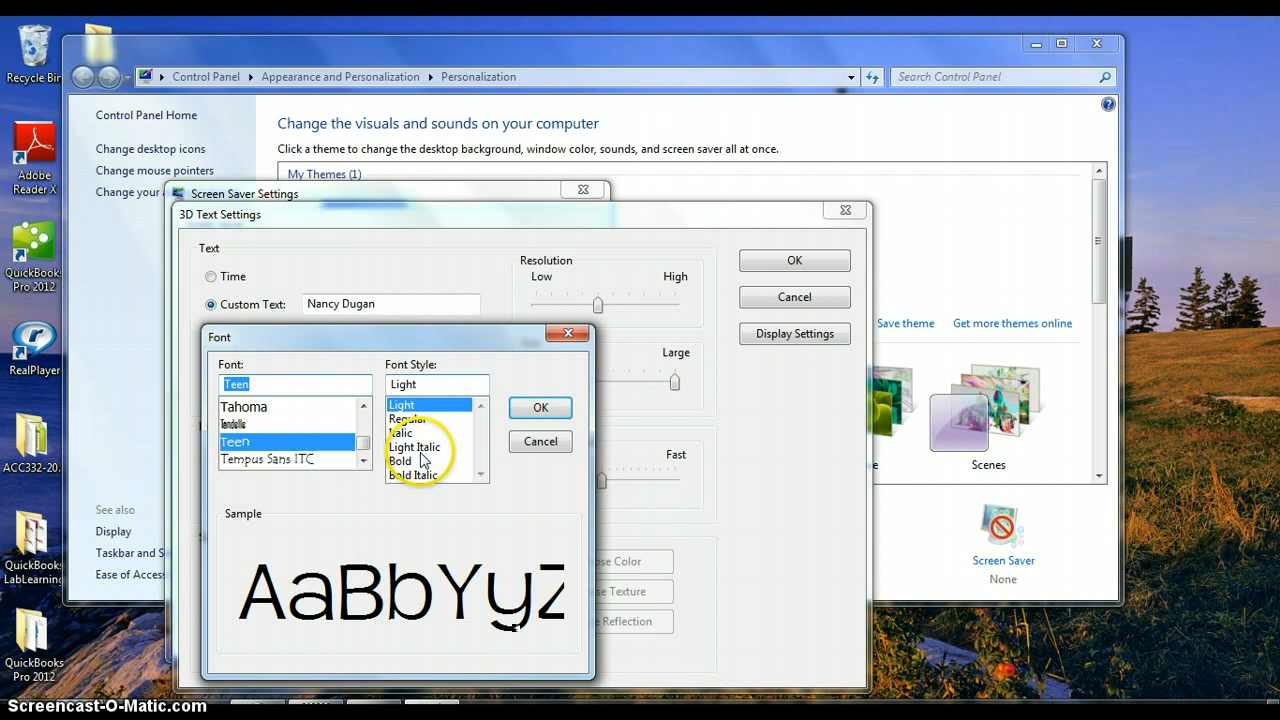 Recycle Bin
Adobe
Reader X
QuickBooks
Pro 2012
RealPlayer
ACC332-20...
QuickBooks
LabLearning
QuickBooks
Pro 2012
Control Panel
Appearance and Personalization
Personalization
Search Control Panel
Control Panel Home
Change desktop icons
Change mouse pointers
Change your a
See also
Display
Taskbar and S
Ease of Acces
Change the visuals and sounds on your computer
Click a theme to change the desktop background, window color, sounds, and screen saver all at once.
My Themes (1)
Save theme
Get more themes online
Scenes
Screen Saver
None
Screen Saver Settings
3D Text Settings
Text
Time
Custom Text:
Nancy Dugan
Resolution
Low
High
Large
Fast
Color
Texture
Reflection
OK
Cancel
Display Settings
Font
Font:
Teen
Tahoma
Tendells
Teen
Tempus Sans ITC
Font Style:
Light
Light
Regular
Italic
Light Italic
Bold
Bold Italic
OK
Cancel
Sample
AaBbYyZ
Screencast-O-Matic.com